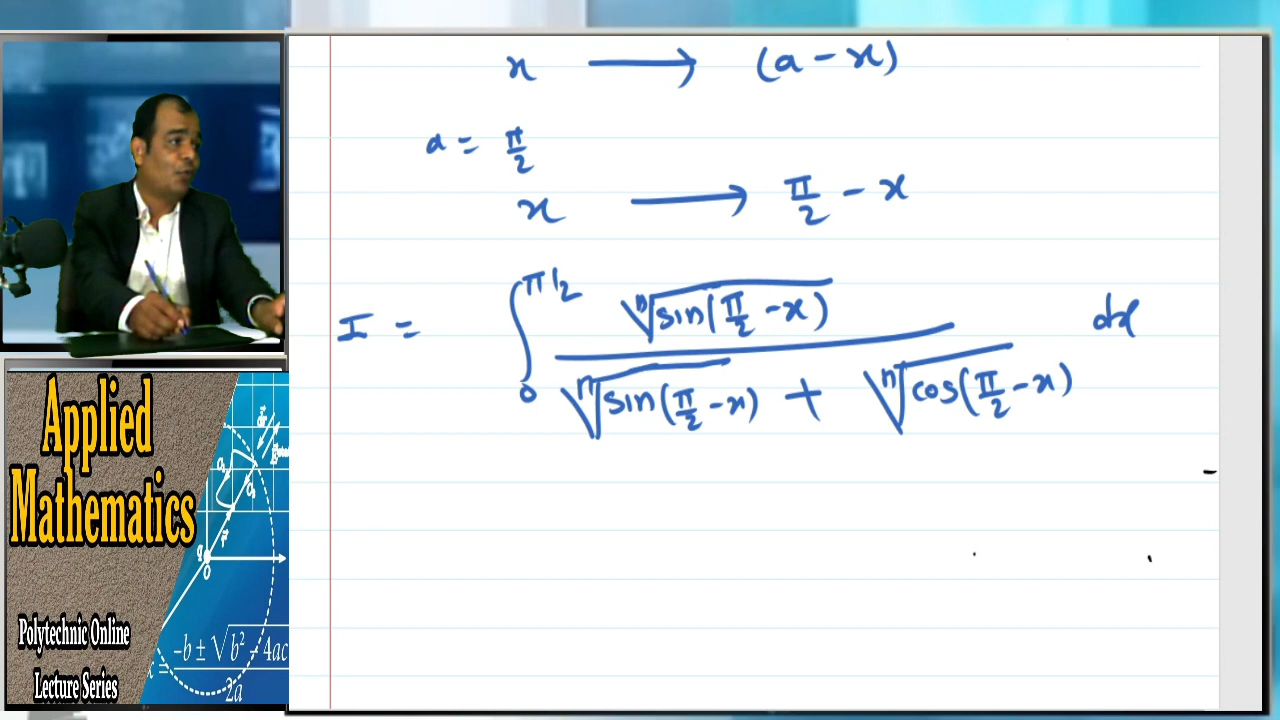 x ⟶ (a − x)
a = π/2
x ⟶ π/2 − x
I = ∫₀^{π/2} ⁿ√sin(π/2 − x) / (ⁿ√sin(π/2 − x) + ⁿ√cos(π/2 − x)) dx
Applied
Mathematics
Polytechnic Online
Lecture Series
−b ± √b² − 4ac
=
2a